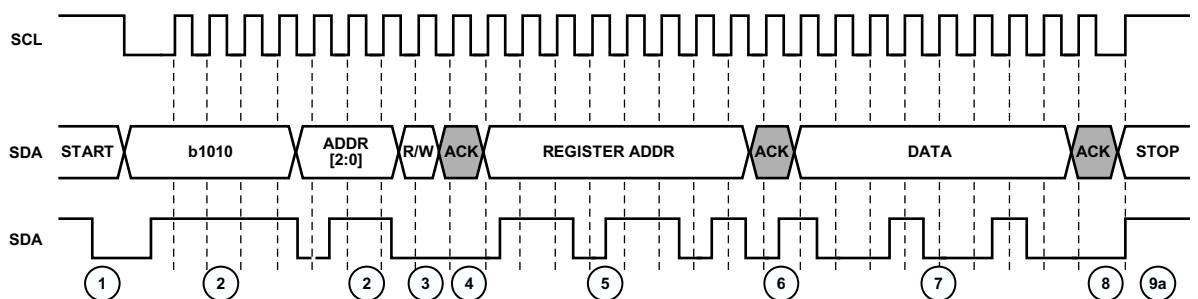 SCL
SDA START b1010 ADDR [2:0] R/W ACK REGISTER ADDR ACK DATA ACK STOP
SDA
1 2 2 3 4 5 6 7 8 9a